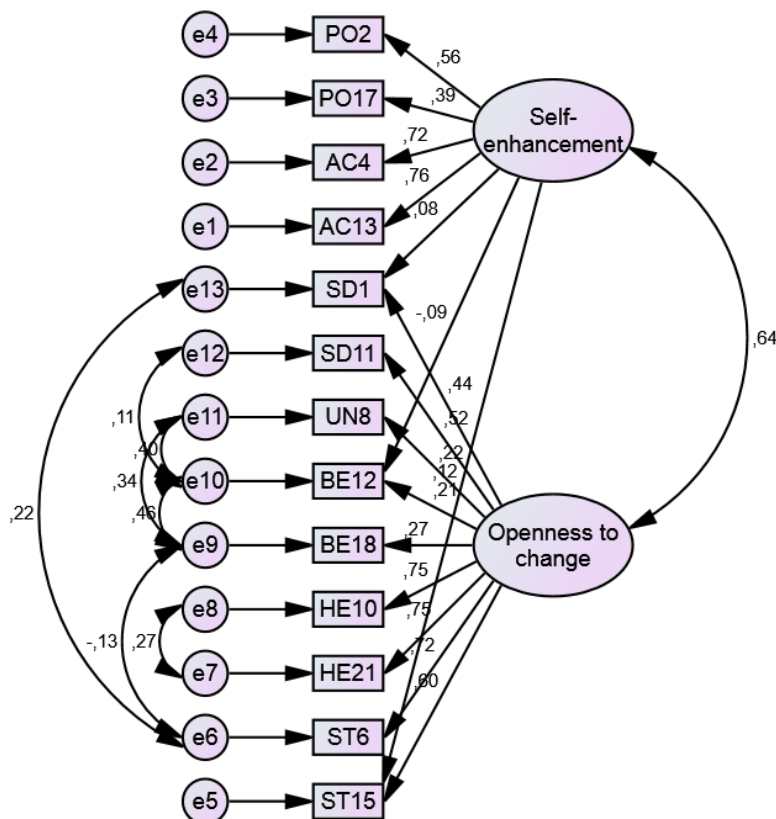 e4
PO2
,56
e3
PO17
,39
Self-
enhancement
e2
AC4
,72
,76
e1
AC13
,08
e13
SD1
-,09
,64
e12
SD11
,44
,11
e11
UN8
,52
,40
,22
,34
e10
BE12
,12
,21
,22
,46
e9
BE18
,27
Openness to
change
,75
e8
HE10
,75
-,13
,27
e7
HE21
,72
,60
e6
ST6
e5
ST15